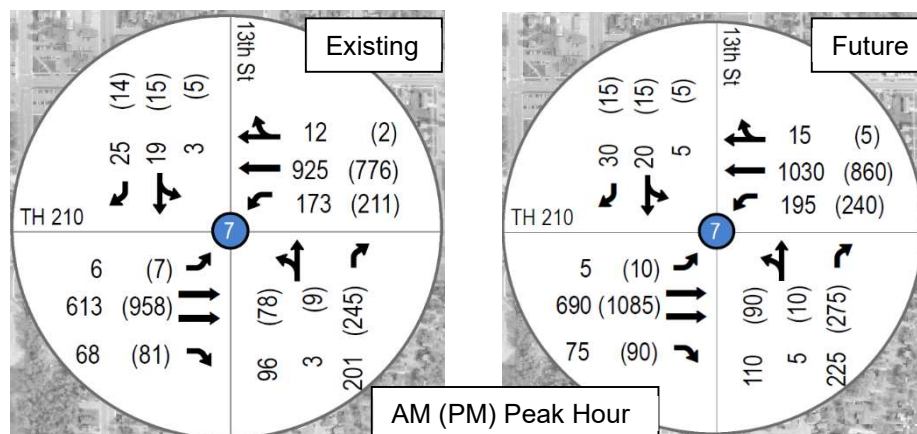 Existing
13th St
(14) (15) (5)
25 19 3
12 (2)
925 (776)
173 (211)
TH 210
7
6 (7)
613 (958)
68 (81)
(78) (9) (245)
96 3 201
Future
13th St
(15) (15) (5)
30 20 5
15 (5)
1030 (860)
195 (240)
TH 210
7
5 (10)
690 (1085)
75 (90)
(90) (10) (275)
110 5 225
AM (PM) Peak Hour